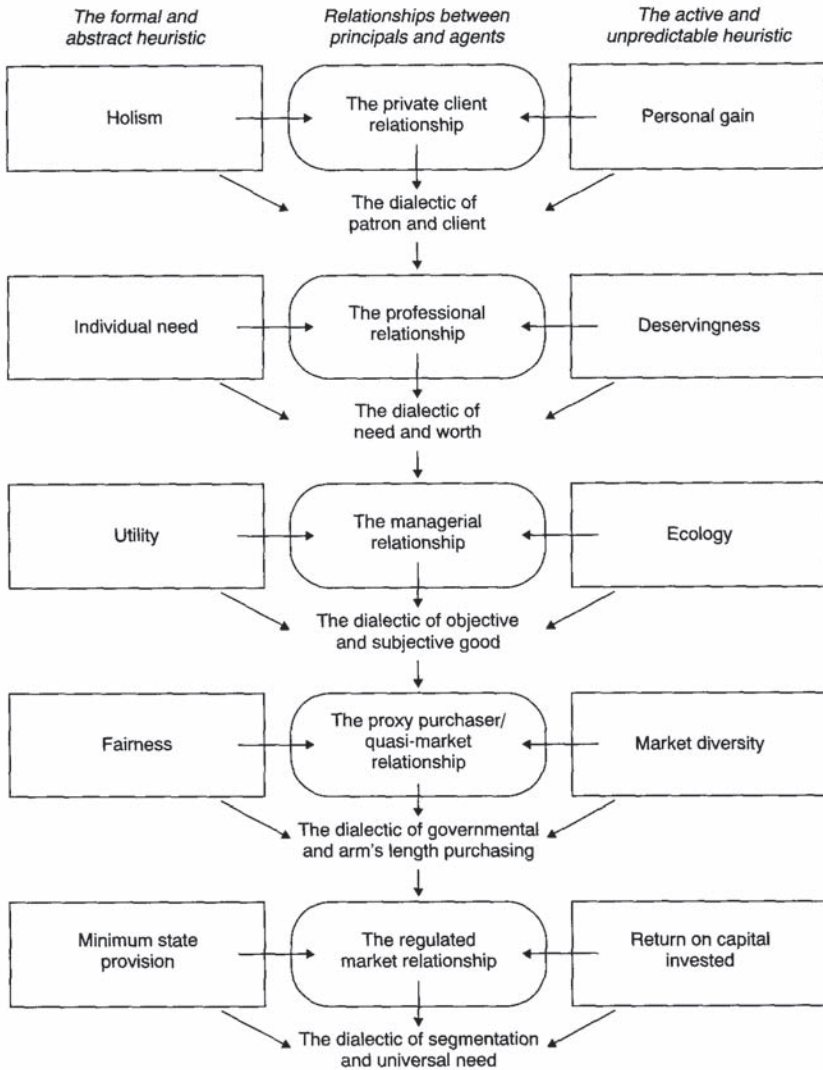 The formal and
abstract heuristic
Relationships between
principals and agents
The active and
unpredictable heuristic
Holism
The private client
relationship
Personal gain
The dialectic of
patron and client
Individual need
The professional
relationship
Deservingness
The dialectic of
need and worth
Utility
The managerial
relationship
Ecology
The dialectic of objective
and subjective good
Fairness
The proxy purchaser/
quasi-market
relationship
Market diversity
The dialectic of governmental
and arm's length purchasing
Minimum state
provision
The regulated
market relationship
Return on capital
invested
The dialectic of segmentation
and universal need